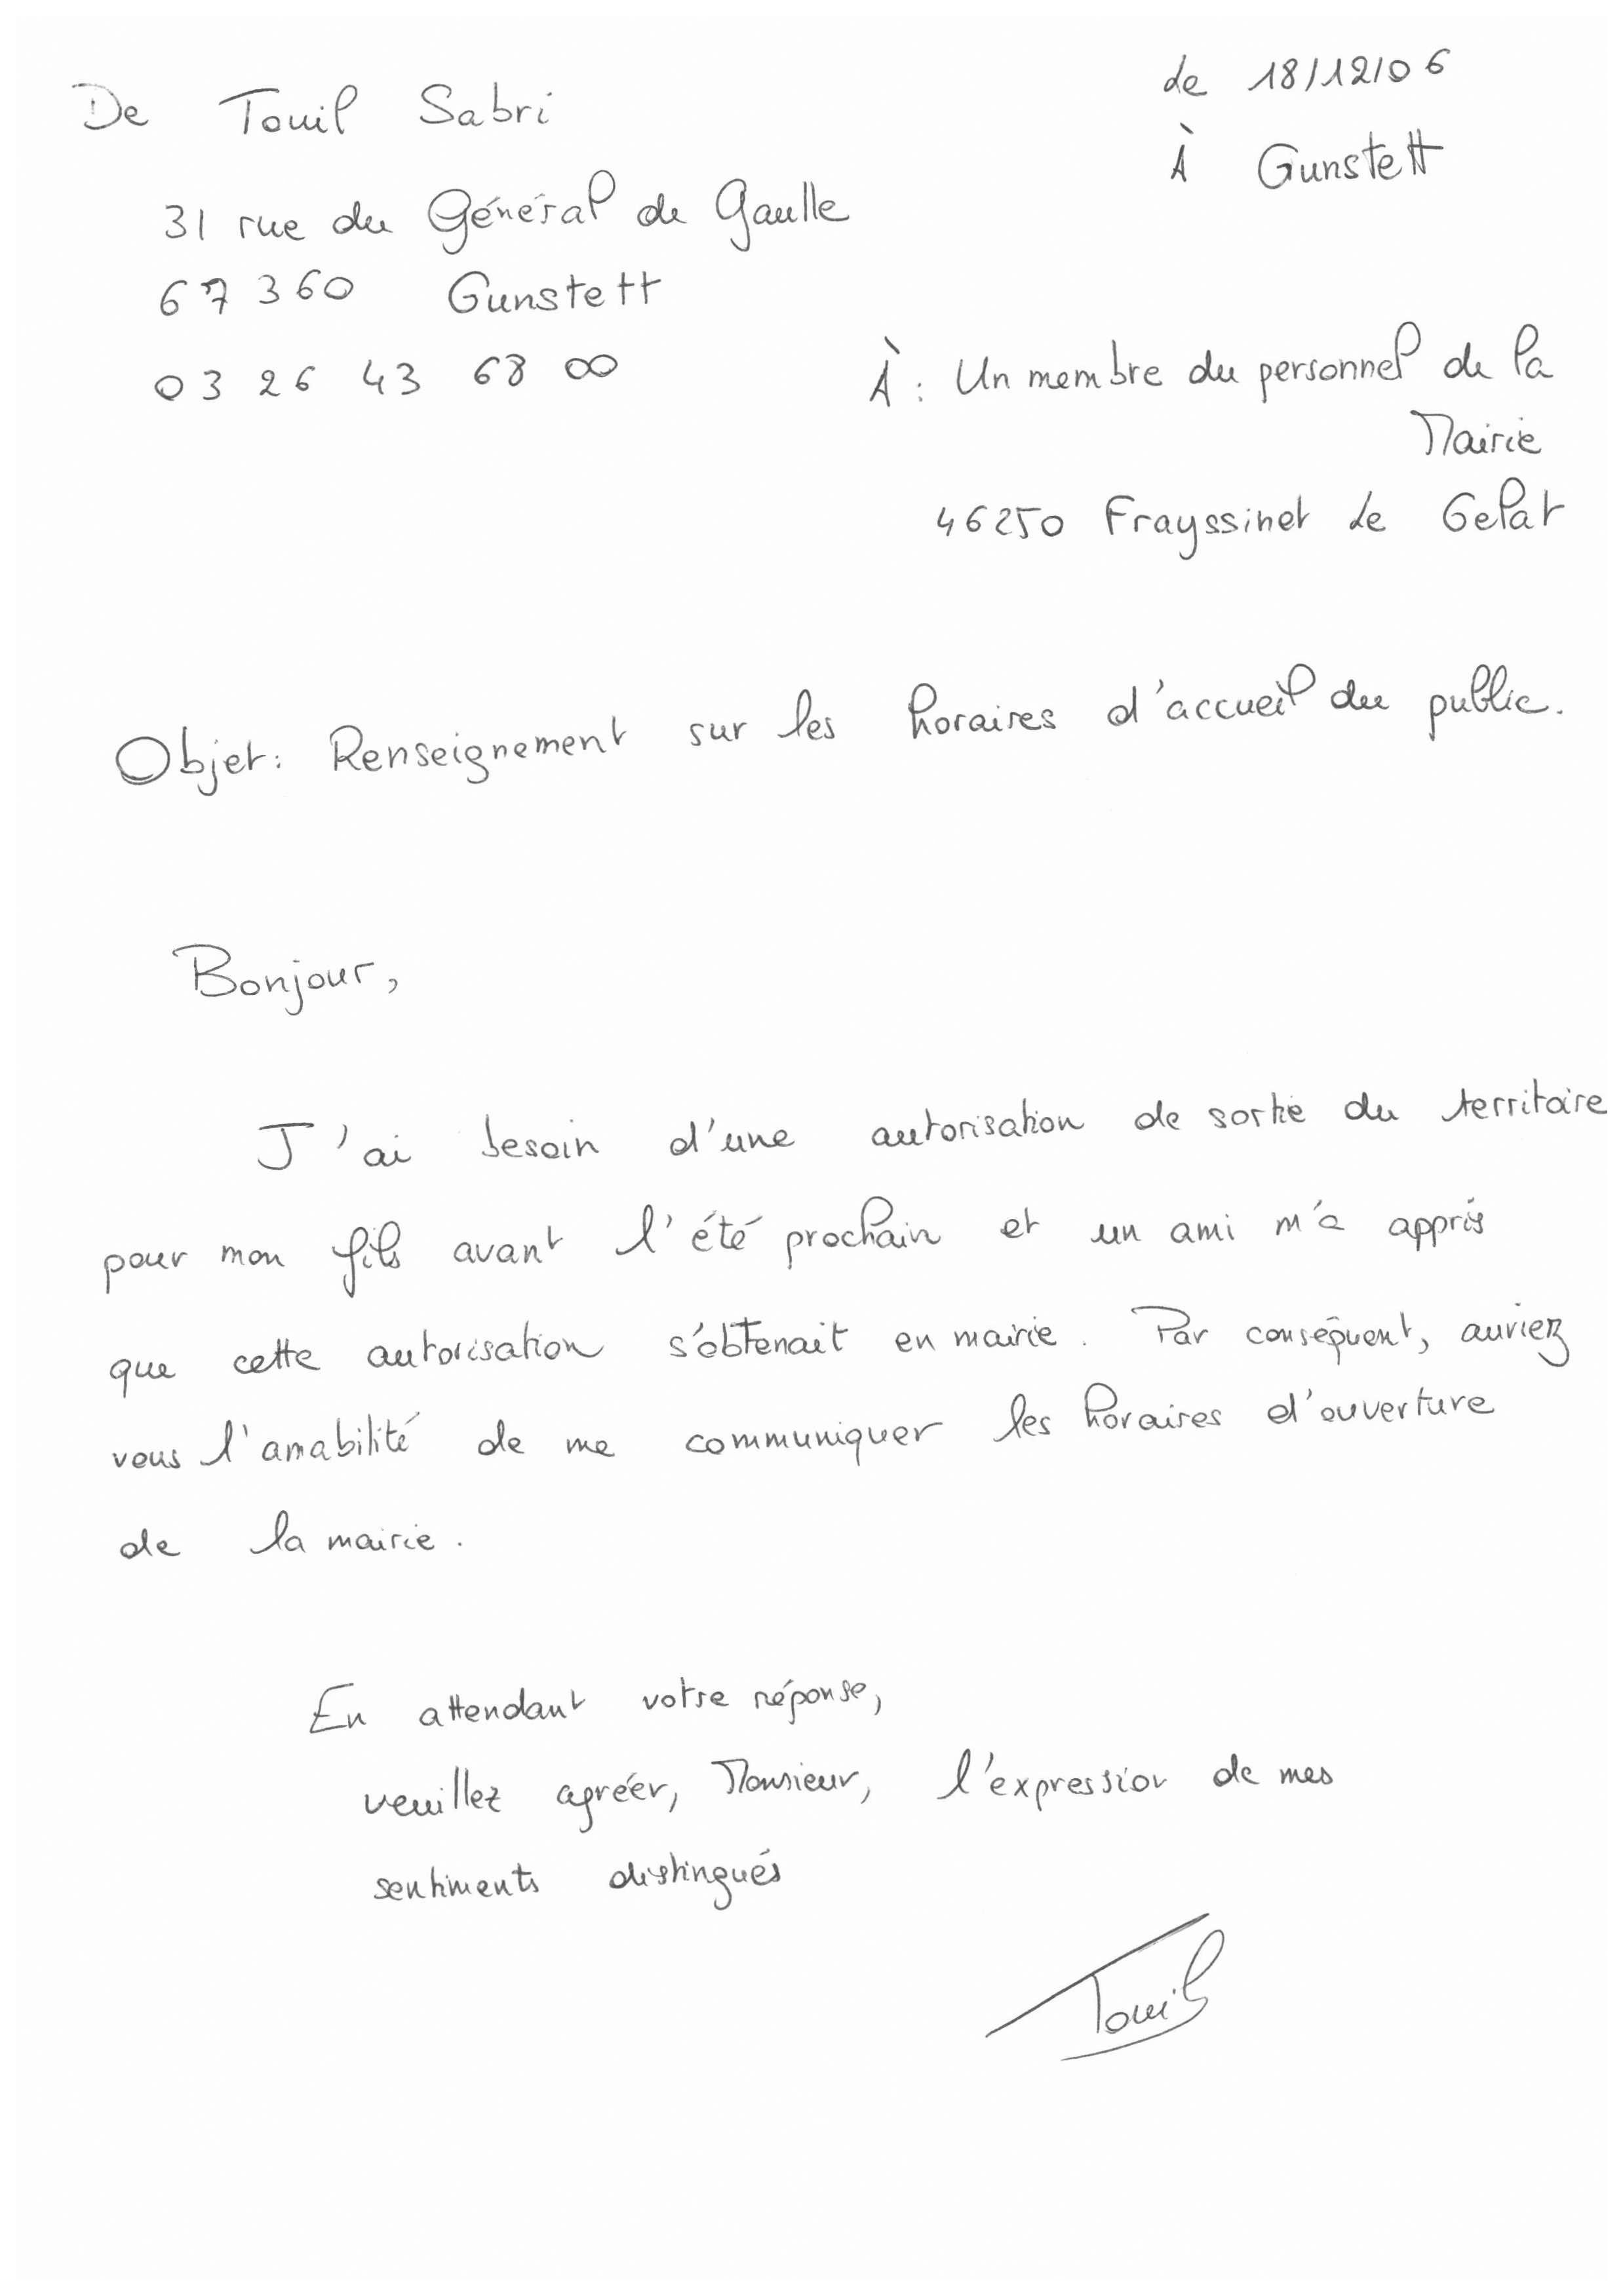 De Touil Sabri
de 18/12/06
À Gunstett
31 rue du Général de Gaulle
67360 Gunstett
03 26 43 68 00
À : Un membre du personnel de la
Mairie
46250 Frayssinet le Gelat
Objet: Renseignement sur les horaires d'accueil du public.
Bonjour,
J'ai besoin d'une autorisation de sortie du territoire
pour mon fils avant l'été prochain et un ami m'a appris
que cette autorisation s'obtenait en mairie. Par conséquent, auriez
vous l'amabilité de me communiquer les horaires d'ouverture
de la mairie.
En attendant votre réponse,
veuillez agréer, Monsieur, l'expression de mes
sentiments distingués
Touil